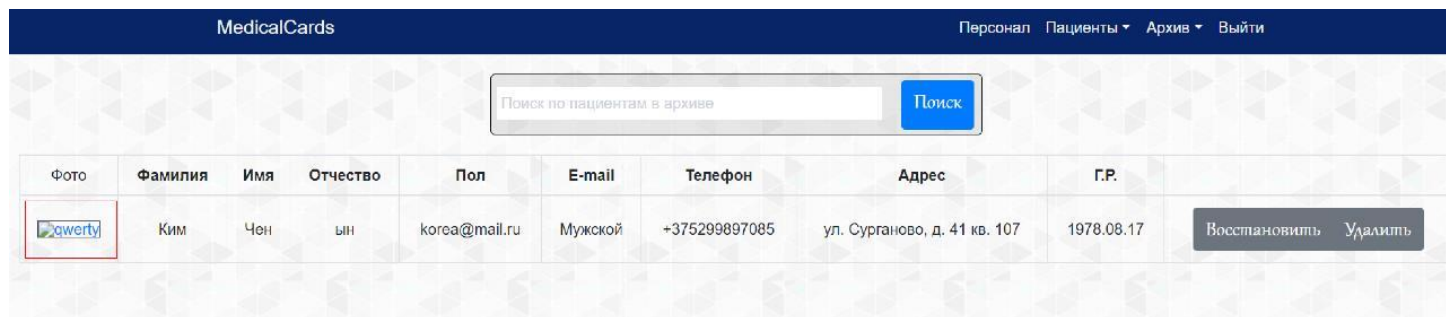 MedicalCards Персонал Пациенты Архив Выйти
Поиск по пациентам в архиве Поиск
Фото Фамилия Имя Отчество Пол E-mail Телефон Адрес Г.Р.
qwerty Ким Чен ын korea@mail.ru Мужской +375299897085 ул. Сурганово, д. 41 кв. 107 1978.08.17 Восстановить Удалить